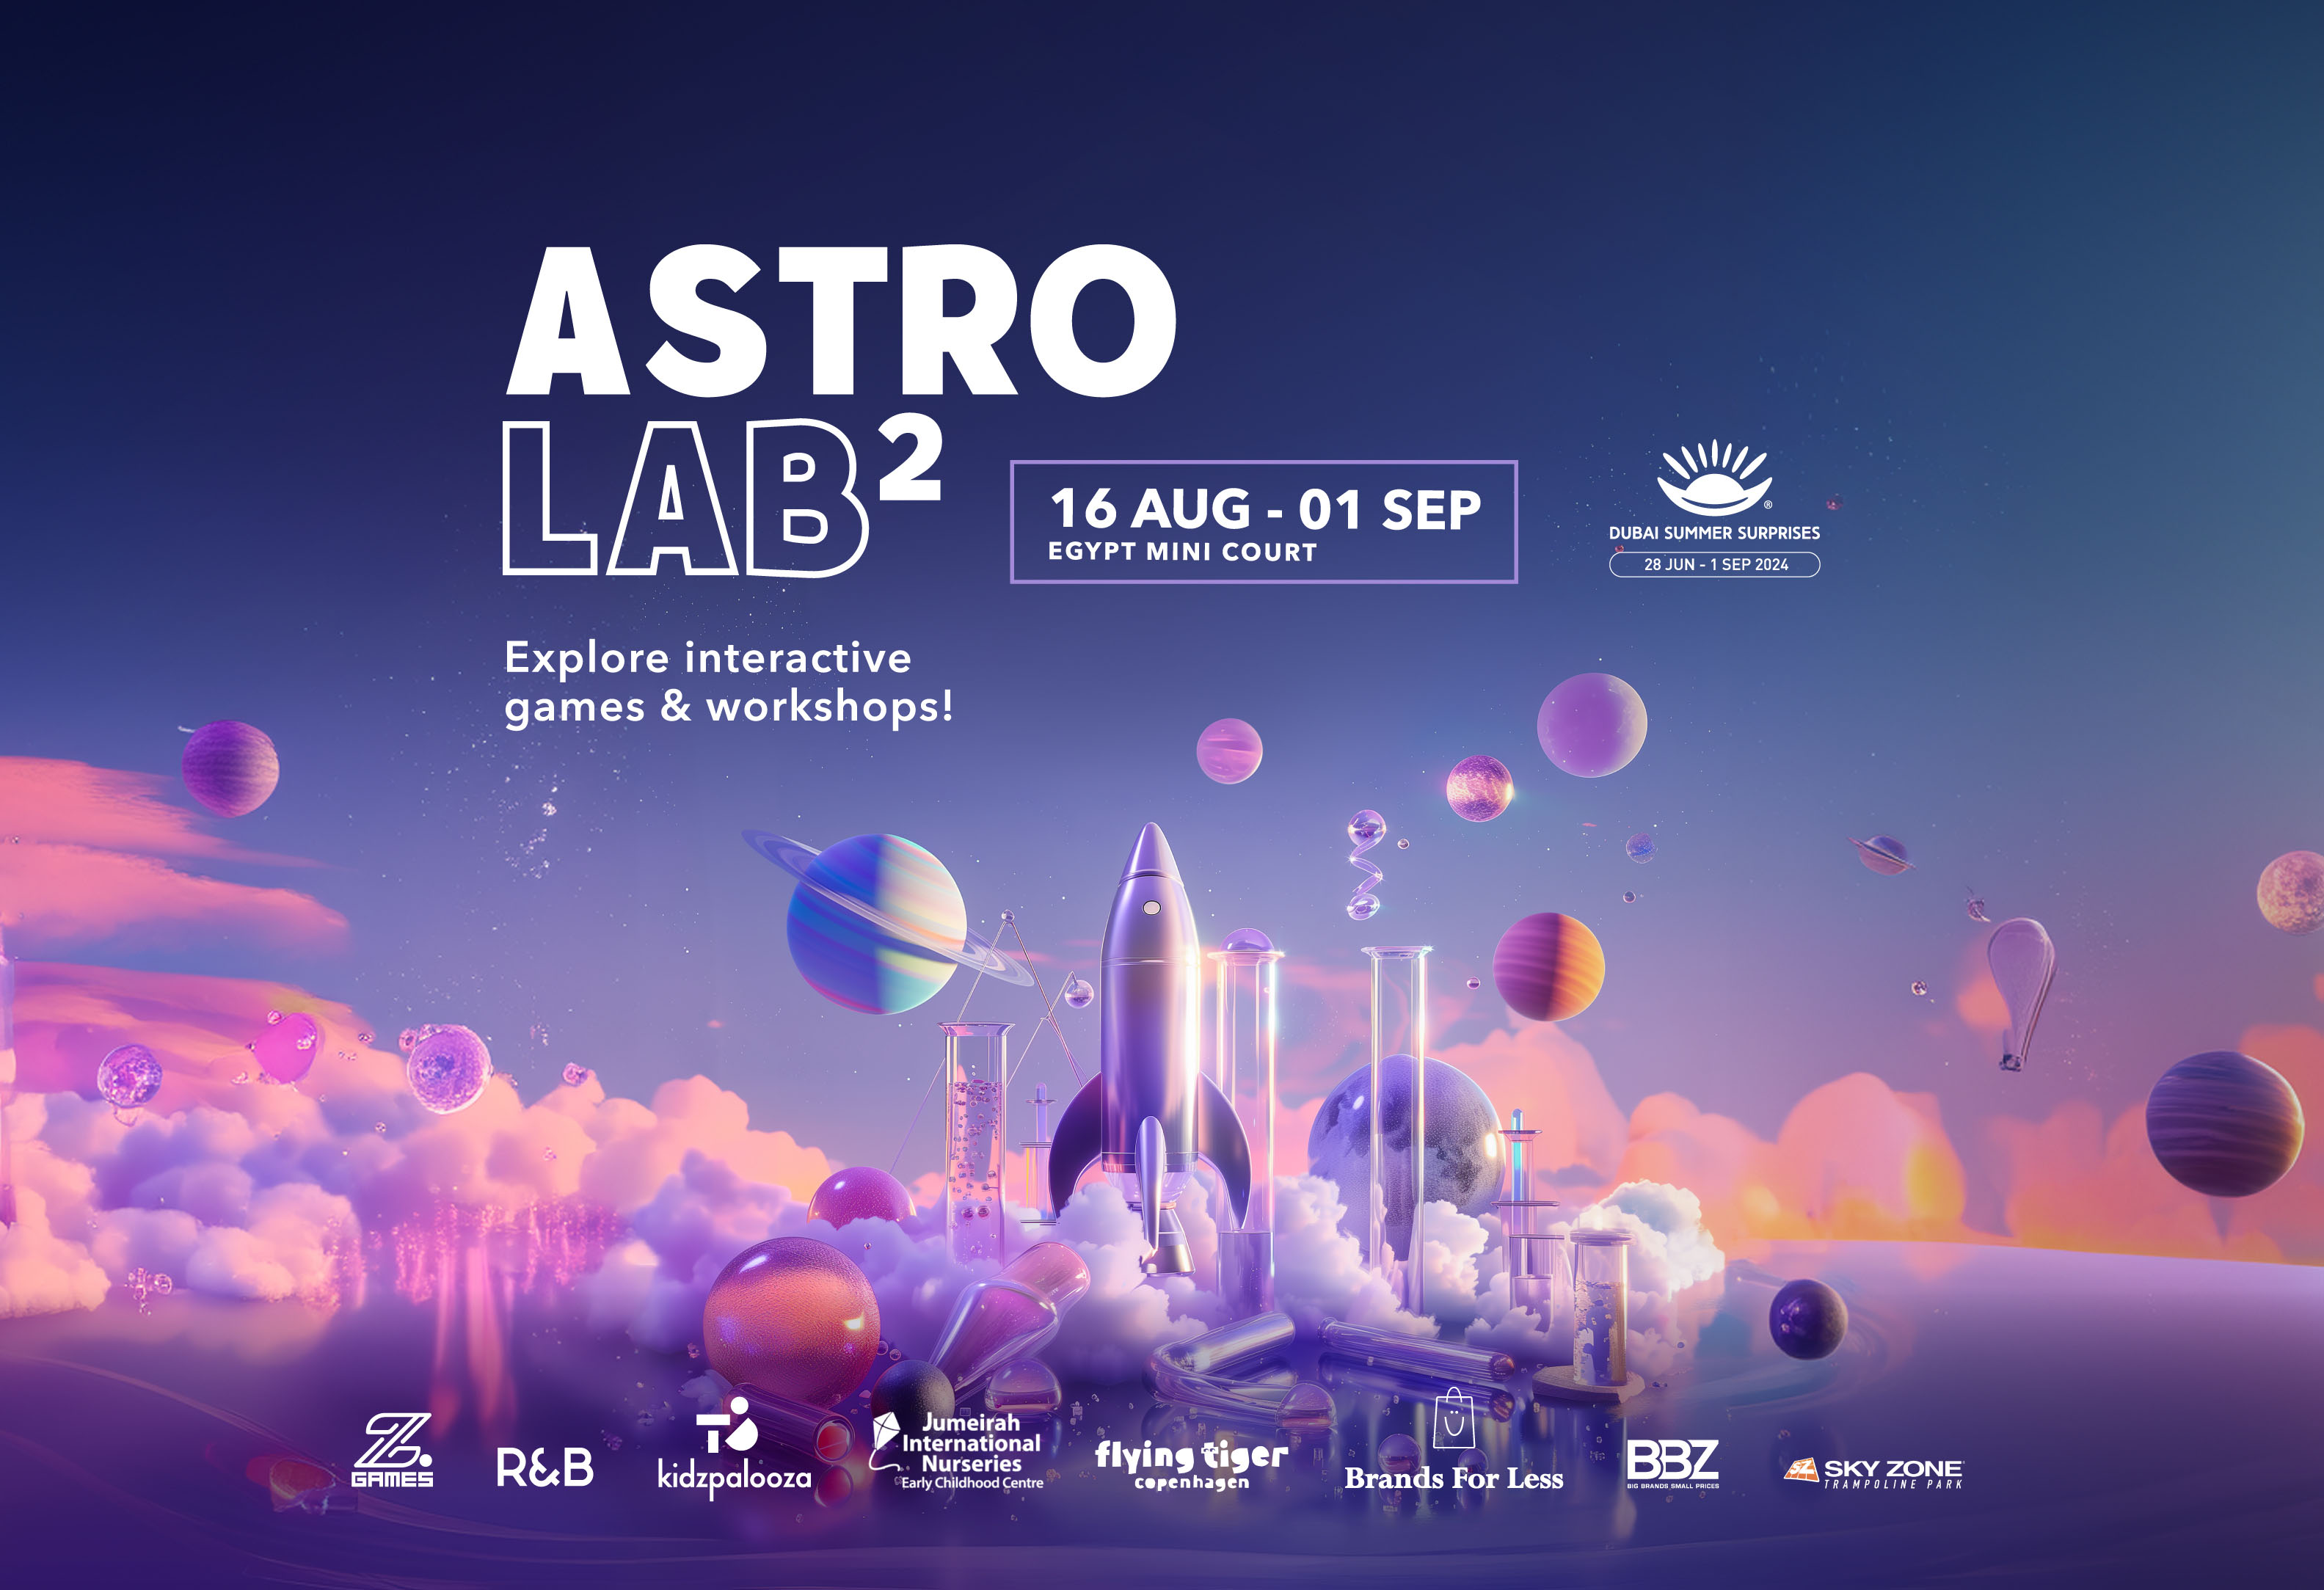 ASTRO
LAB²
16 AUG - 01 SEP
EGYPT MINI COURT
DUBAI SUMMER SURPRISES
28 JUN - 1 SEP 2024
Explore interactive
games & workshops!
Z.
GAMES
R&B
kidzpalooza
Jumeirah
International
Nurseries
Early Childhood Centre
flying tiger
copenhagen
Brands For Less
BBZ
BIG BRANDS SMALL PRICES
SZ
SKY ZONE
TRAMPOLINE PARK